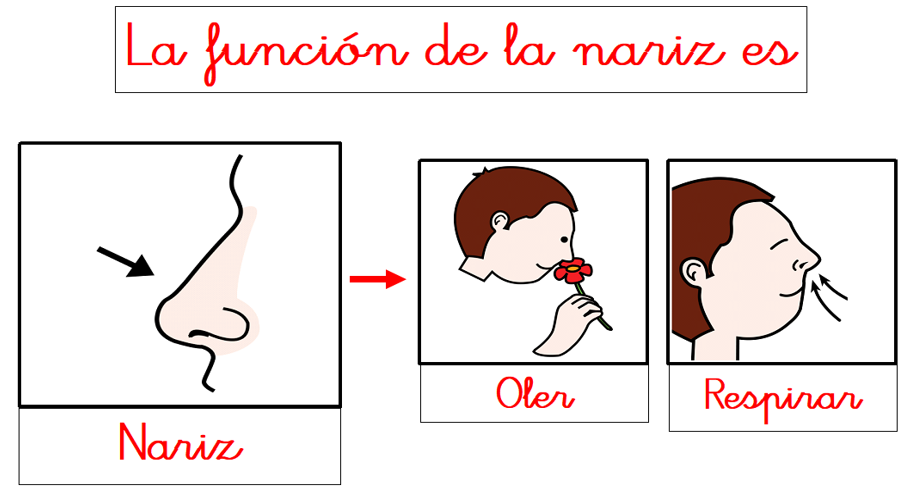 La función de la nariz es
Nariz
Oler
Respirar